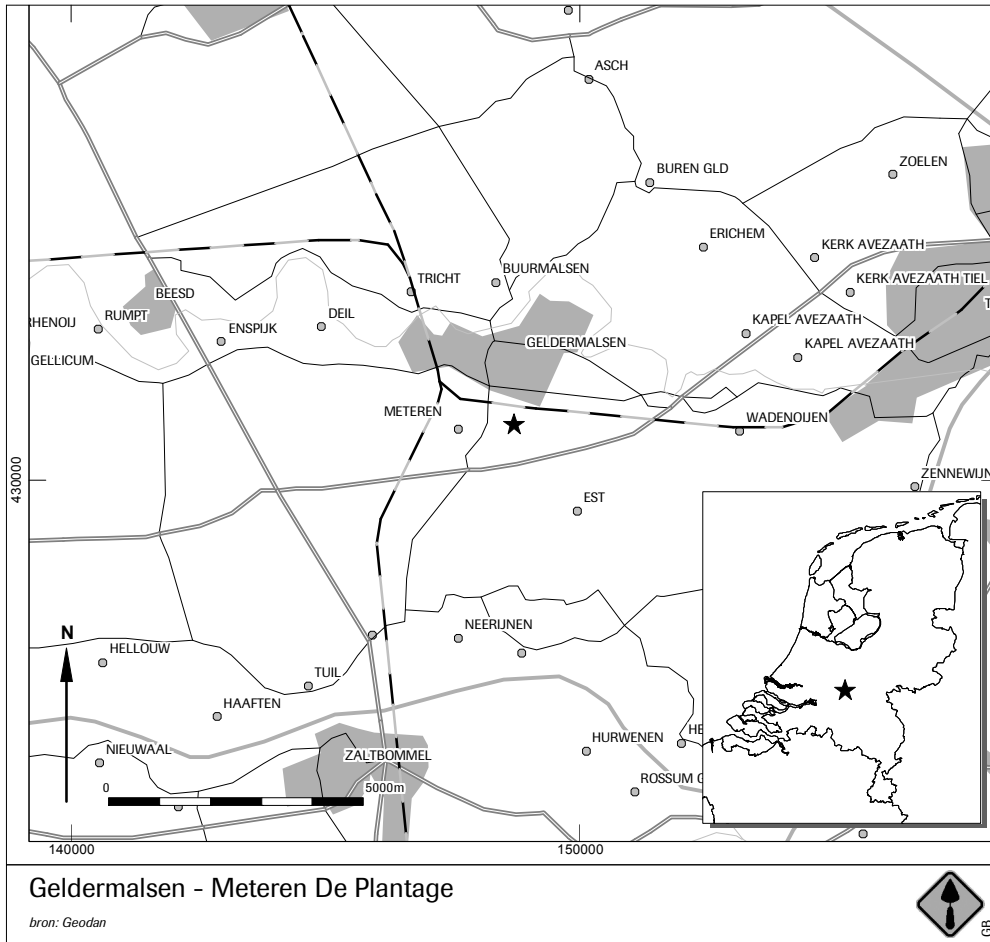 ASCH
BUREN GLD
ZOELEN
ERICHEM
KERK AVEZAATH
TRICHT
BUURMALSEN
KERK AVEZAATH TIEL
BEESD
RUMPT
DEIL
KAPEL AVEZAATH
RHENOIJ
ENSPIJK
GELDERMALSEN
KAPEL AVEZAATH
GELLICUM
METEREN
WADENOIJEN
430000
ZENNEWIJN
EST
N
NEERIJNEN
HELLOUW
TUIL
HAAFTEN
NIEUWAAL
ZALTBOMMEL
HURWENEN
ROSSUM
0 5000m
140000 150000
Geldermalsen - Meteren De Plantage
bron: Geodan
GB